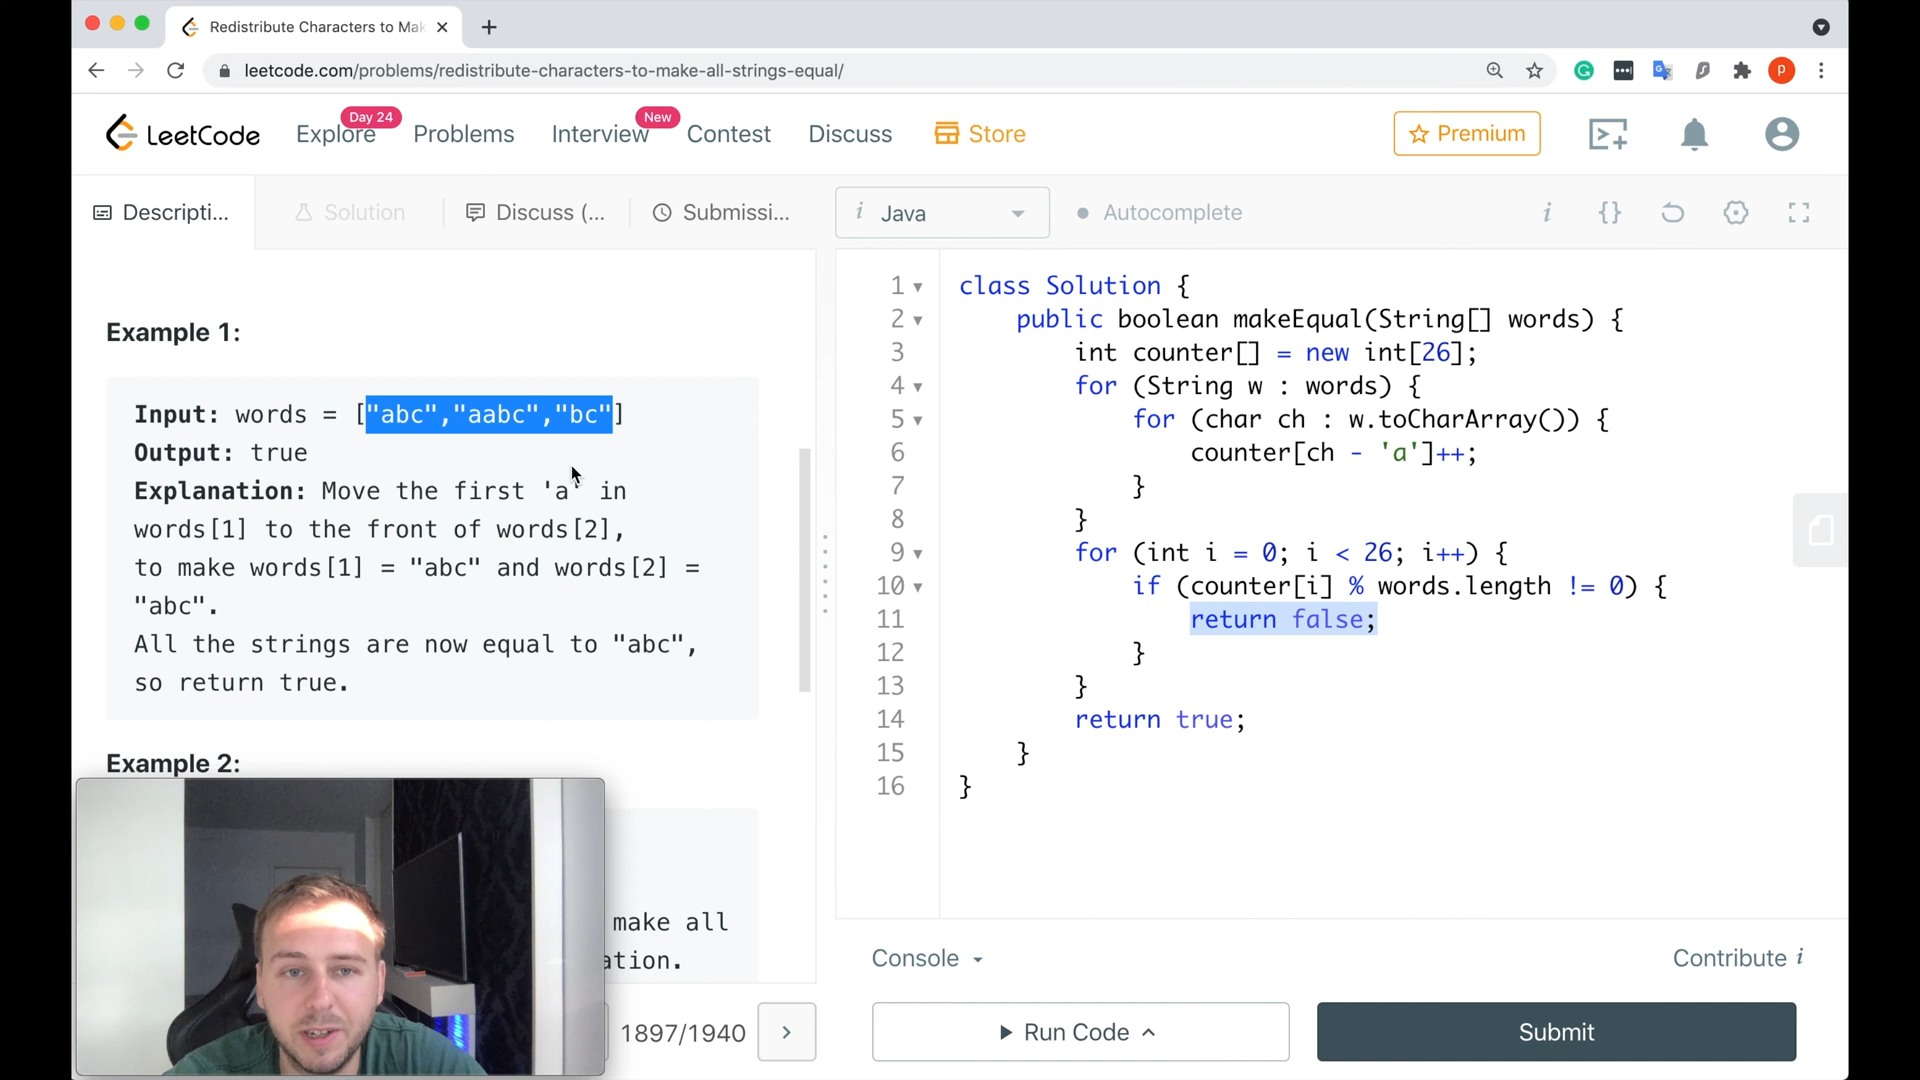 Redistribute Characters to Mak
leetcode.com/problems/redistribute-characters-to-make-all-strings-equal/
P
LeetCode
Explore
Day 24
Problems
Interview
New
Contest
Discuss
Store
Premium
Descripti...
Solution
Discuss (...
Submissi...
i Java
Autocomplete
i {}
Example 1:
Input: words = ["abc","aabc","bc"]
Output: true
Explanation: Move the first 'a' in
words[1] to the front of words[2],
to make words[1] = "abc" and words[2] =
"abc".
All the strings are now equal to "abc",
so return true.
Example 2:
make all
ation.
1897/1940
1 class Solution {
2 public boolean makeEqual(String[] words) {
3 int counter[] = new int[26];
4 for (String w : words) {
5 for (char ch : w.toCharArray()) {
6 counter[ch - 'a']++;
7 }
8 }
9 for (int i = 0; i < 26; i++) {
10 if (counter[i] % words.length != 0) {
11 return false;
12 }
13 }
14 return true;
15 }
16 }
Console
Contribute i
Run Code
Submit